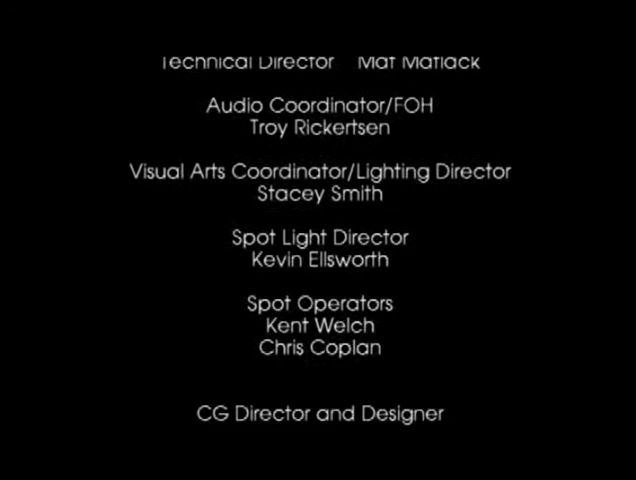 Technical Director Mat Matlack
Audio Coordinator/FOH
Troy Rickertsen
Visual Arts Coordinator/Lighting Director
Stacey Smith
Spot Light Director
Kevin Ellsworth
Spot Operators
Kent Welch
Chris Coplan
CG Director and Designer